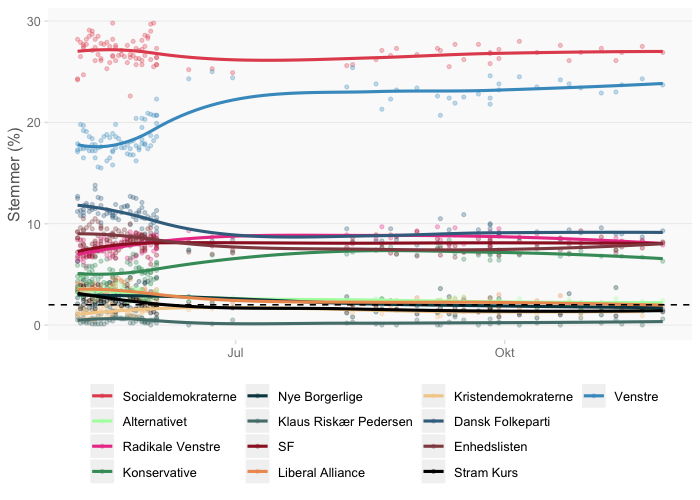 30
20
10
0
Stemmer (%)
Jul
Okt
Socialdemokraterne
Nye Borgerlige
Kristendemokraterne
Venstre
Alternativet
Klaus Riskær Pedersen
Dansk Folkeparti
Radikale Venstre
SF
Enhedslisten
Konservative
Liberal Alliance
Stram Kurs